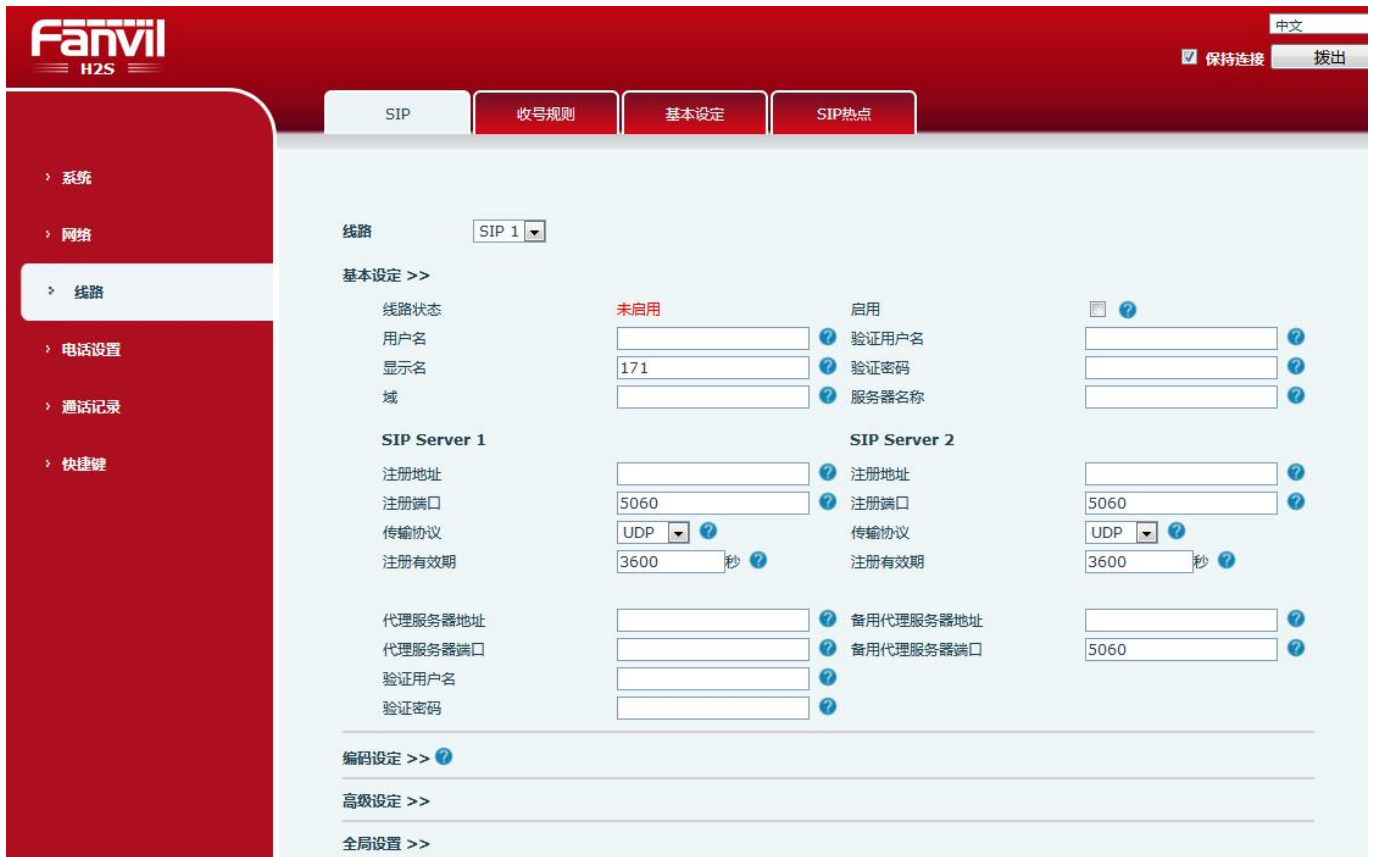 Fanvil
H2S
中文
保持连接 拨出
SIP 收号规则 基本设定 SIP热点
› 系统
› 网络
› 线路
› 电话设置
› 通话记录
› 快捷键
线路 SIP 1
基本设定 >>
线路状态 未启用 启用 ?
用户名 ? 验证用户名 ?
显示名 171 ? 验证密码 ?
域 ? 服务器名称 ?
SIP Server 1 SIP Server 2
注册地址 ? 注册地址 ?
注册端口 5060 ? 注册端口 5060 ?
传输协议 UDP ? 传输协议 UDP ?
注册有效期 3600 秒 ? 注册有效期 3600 秒 ?
代理服务器地址 ? 备用代理服务器地址 ?
代理服务器端口 ? 备用代理服务器端口 5060 ?
验证用户名 ?
验证密码 ?
编码设定 >> ?
高级设定 >>
全局设置 >>